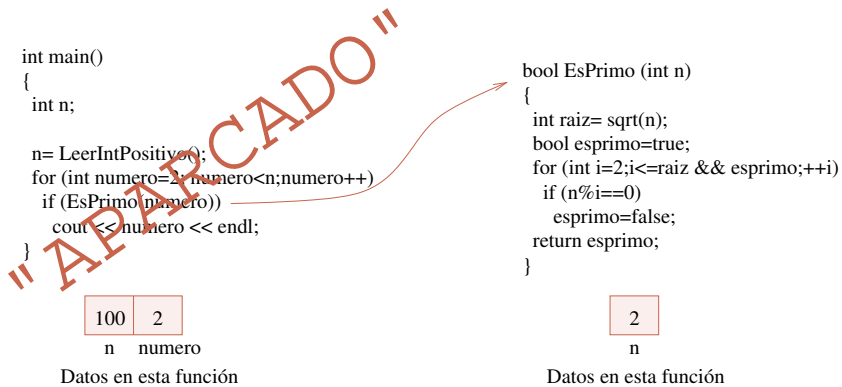 int main()
{
int n;
n= LeerIntPositivo();
for (int numero=2; numero<n;numero++)
if (EsPrimo(numero))
cout << numero << endl;
}
"APARCADO"
100 2
n numero
Datos en esta función
bool EsPrimo (int n)
{
int raiz= sqrt(n);
bool esprimo=true;
for (int i=2;i<=raiz && esprimo;++i)
if (n%i==0)
esprimo=false;
return esprimo;
}
2
n
Datos en esta función